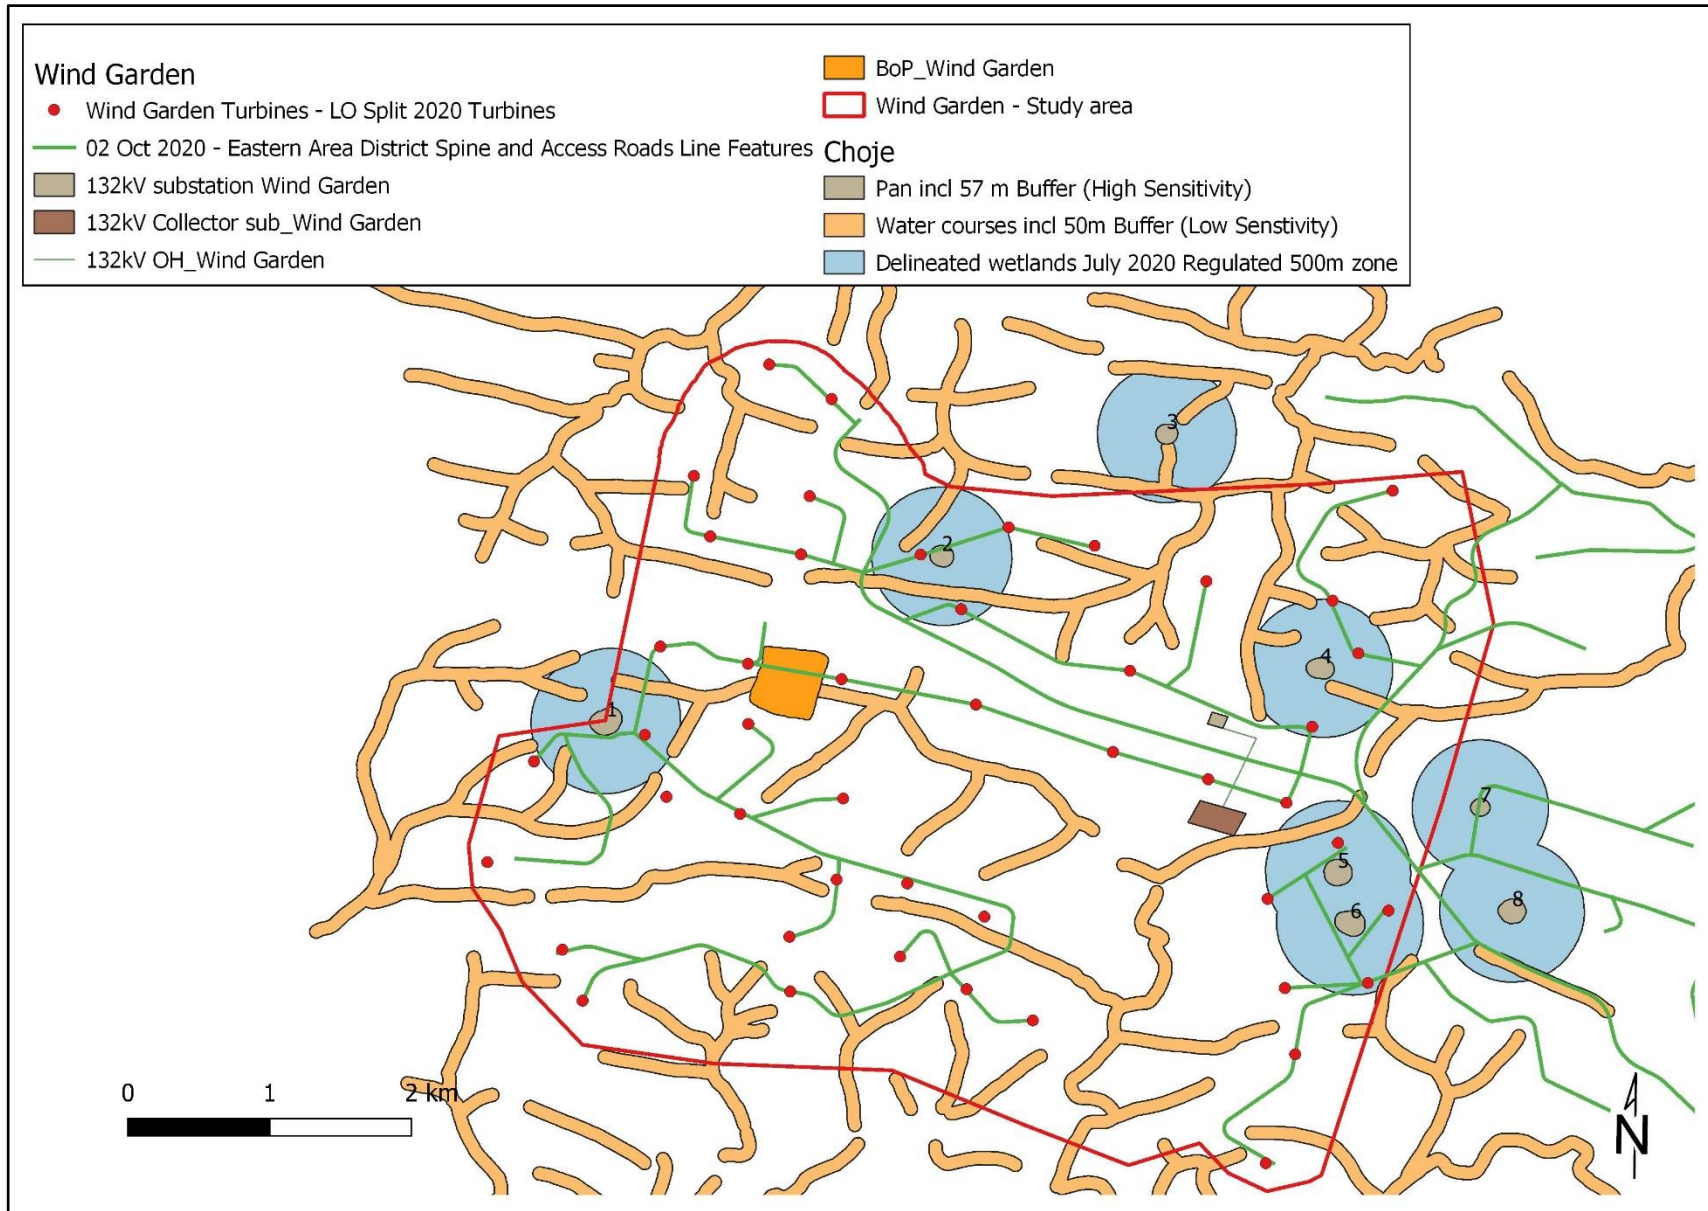 Wind Garden
Wind Garden Turbines - LO Split 2020 Turbines
02 Oct 2020 - Eastern Area District Spine and Access Roads Line Features
132kV substation Wind Garden
132kV Collector sub_Wind Garden
132kV OH_Wind Garden
BoP_Wind Garden
Wind Garden - Study area
Choje
Pan incl 57 m Buffer (High Sensitivity)
Water courses incl 50m Buffer (Low Senstivity)
Delineated wetlands July 2020 Regulated 500m zone
3
2
4
1
7
5
8
6
0 1 2 km
N